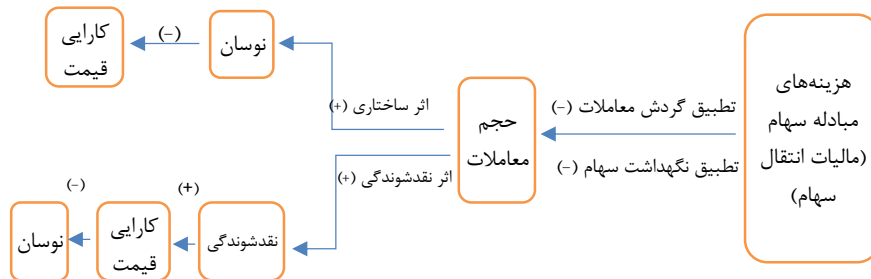 هزینه‌های
مبادله سهام
(مالیات انتقال
سهام)
تطبیق گردش معاملات (–)
تطبیق نگهداشت سهام (–)
حجم
معاملات
اثر ساختاری (+)
نوسان
(–)
کارایی
قیمت
اثر نقدشوندگی (+)
نقدشوندگی
(+)
کارایی
قیمت
(–)
نوسان